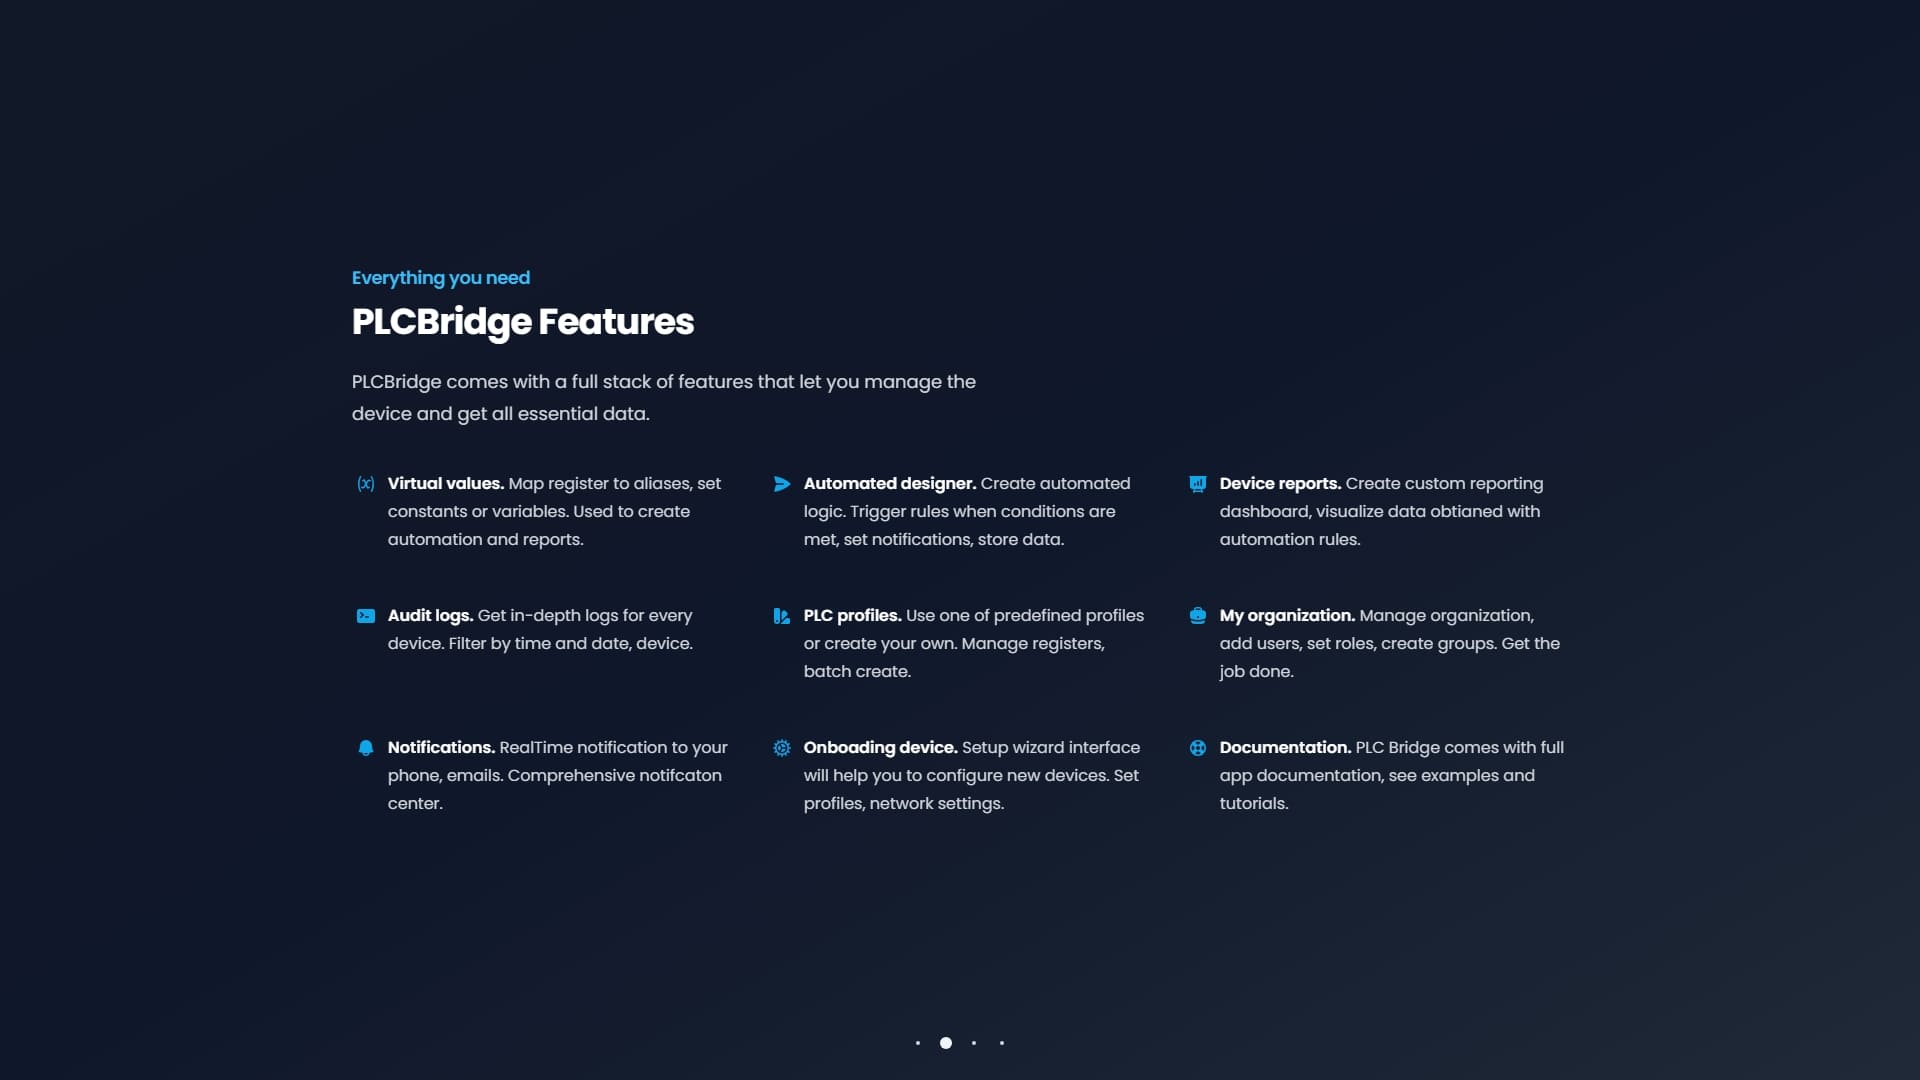 Everything you need
PLCBridge Features
PLCBridge comes with a full stack of features that let you manage the
device and get all essential data.
Virtual values. Map register to aliases, set
constants or variables. Used to create
automation and reports.
Automated designer. Create automated
logic. Trigger rules when conditions are
met, set notifications, store data.
Device reports. Create custom reporting
dashboard, visualize data obtianed with
automation rules.
Audit logs. Get in-depth logs for every
device. Filter by time and date, device.
PLC profiles. Use one of predefined profiles
or create your own. Manage registers,
batch create.
My organization. Manage organization,
add users, set roles, create groups. Get the
job done.
Notifications. RealTime notification to your
phone, emails. Comprehensive notifcaton
center.
Onboading device. Setup wizard interface
will help you to configure new devices. Set
profiles, network settings.
Documentation. PLC Bridge comes with full
app documentation, see examples and
tutorials.